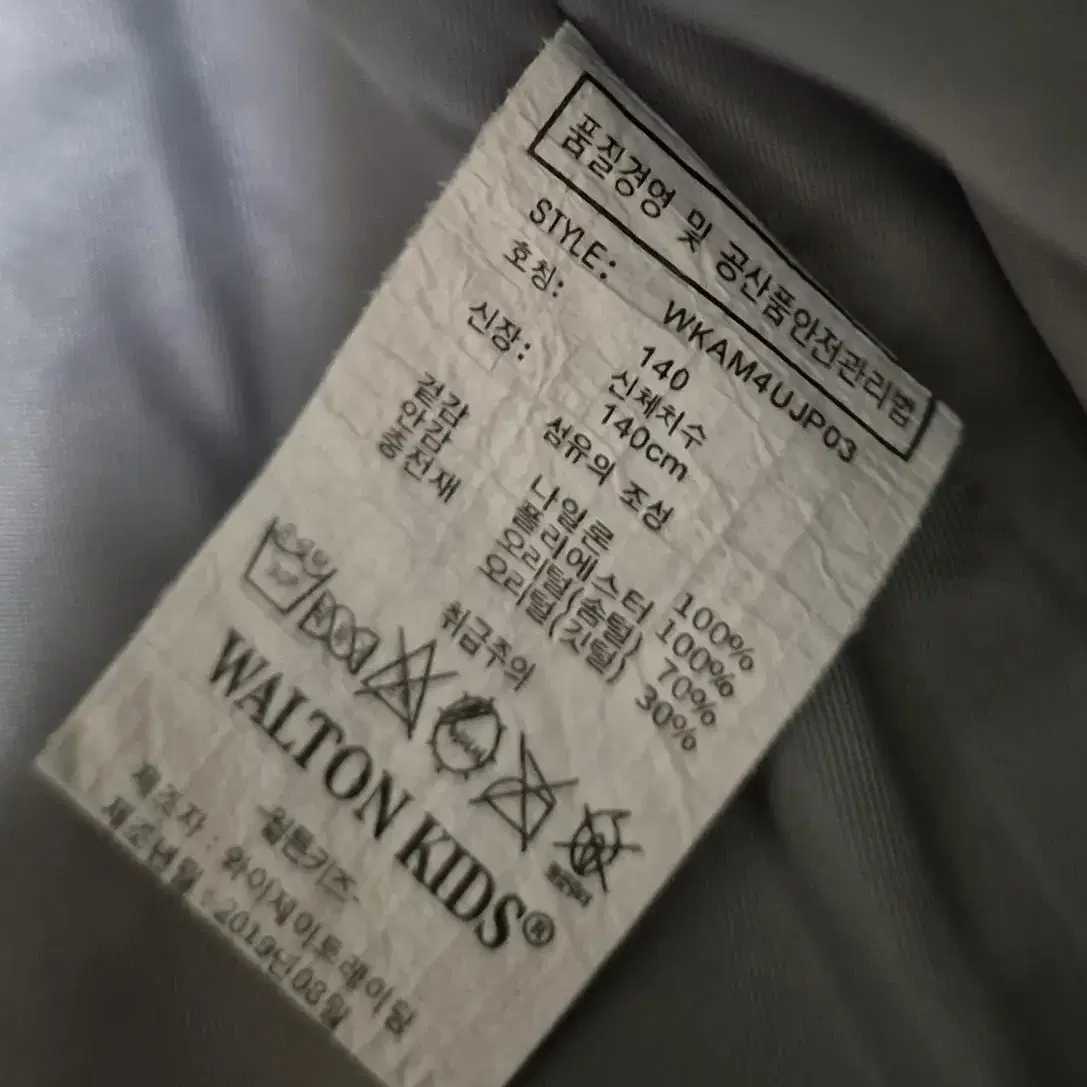 품질경영 및 공산품안전관리법
STYLE: WKAM4UJP03
호칭: 140
신체치수
신장: 140cm
섬유의 조성
겉감 나일론 100%
안감 폴리에스터 100%
충전재 오리털(솜털) 70%
오리털(깃털) 30%
취급주의
WALTON KIDS®
월튼키즈
제조자 : 와이제이트레이딩
제조년월 : 2019년03월